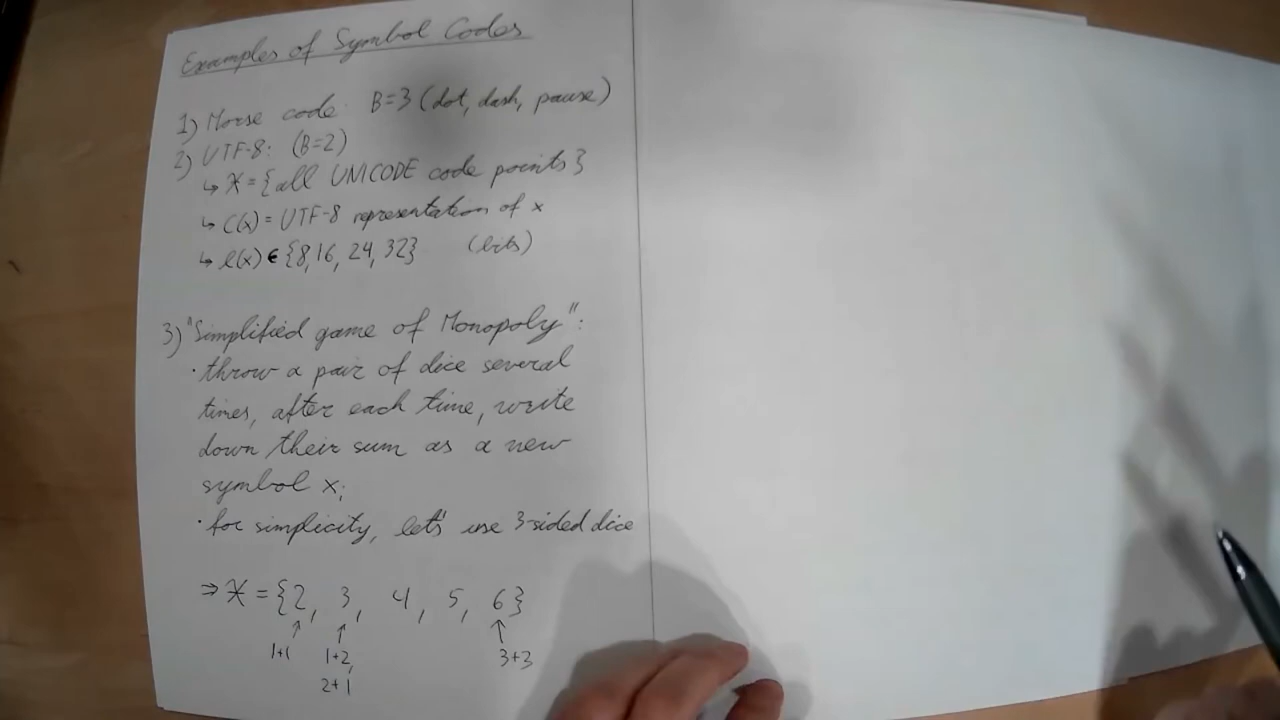 Examples of Symbol Codes
1) Morse code: B=3 (dot, dash, pause)
2) UTF-8: (B=2)
↳ X = {all UNICODE code points}
↳ C(x) = UTF-8 representation of x
↳ ℓ(x) ∈ {8, 16, 24, 32} (bits)
3) "Simplified game of Monopoly":
· throw a pair of dice several
times, after each time, write
down their sum as a new
symbol xᵢ
· for simplicity, let's use 3-sided dice
⇒ X = {2, 3, 4, 5, 6}
↑ ↑ ↑
1+1 1+2, 3+3
2+1